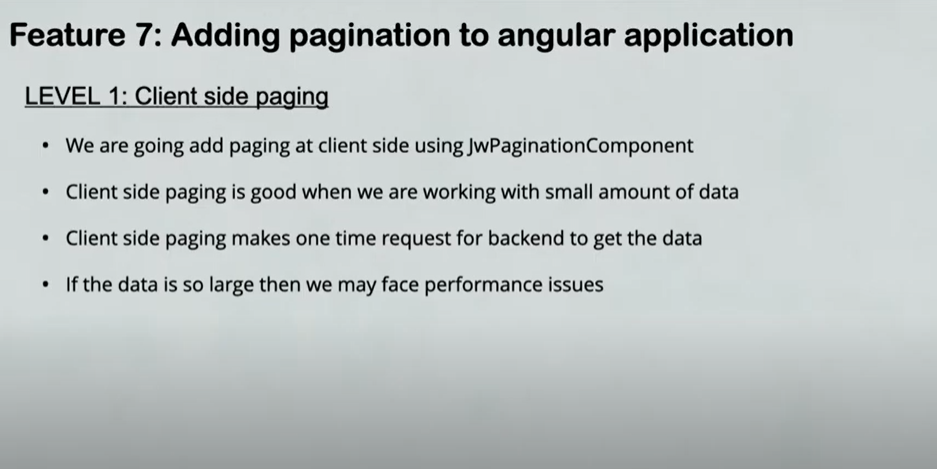 Feature 7: Adding pagination to angular application
LEVEL 1: Client side paging
• We are going add paging at client side using JwPaginationComponent
• Client side paging is good when we are working with small amount of data
• Client side paging makes one time request for backend to get the data
• If the data is so large then we may face performance issues